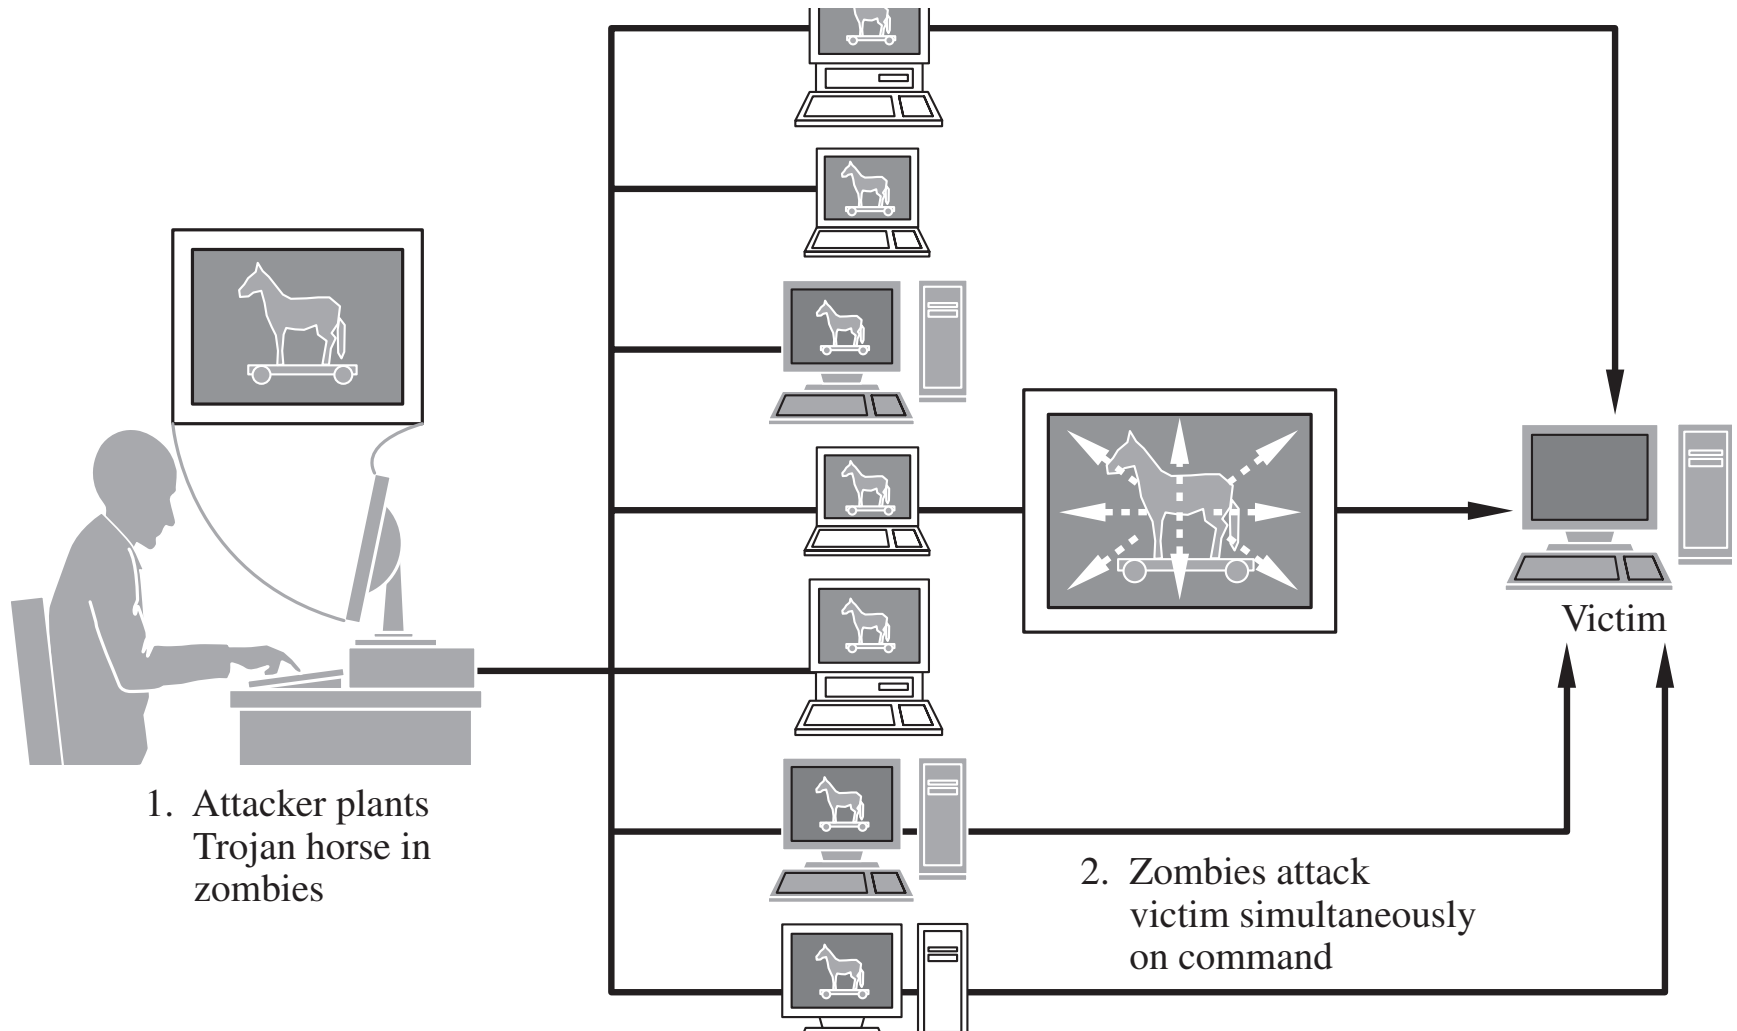 Victim
1. Attacker plants
Trojan horse in
zombies
2. Zombies attack
victim simultaneously
on command